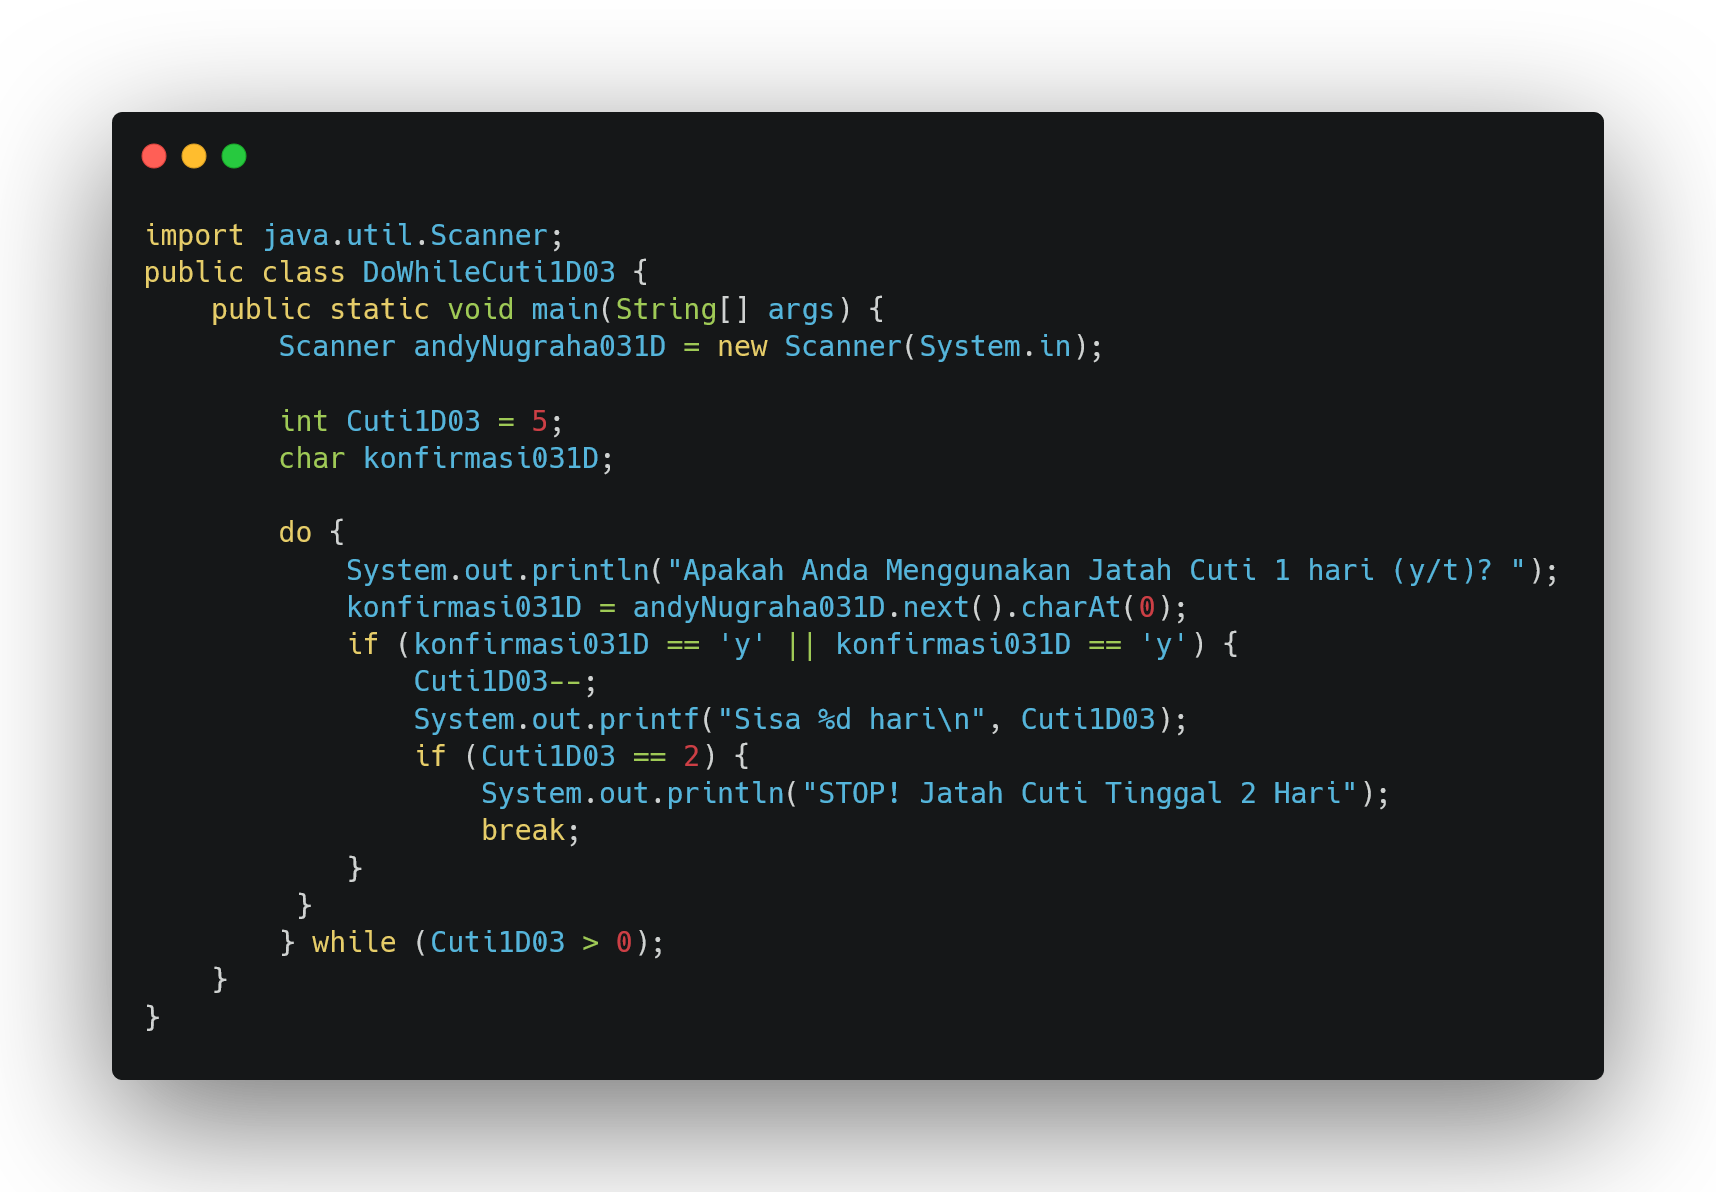 import java.util.Scanner;
public class DoWhileCuti1D03 {
    public static void main(String[] args) {
        Scanner andyNugraha031D = new Scanner(System.in);

        int Cuti1D03 = 5;
        char konfirmasi031D;

        do {
            System.out.println("Apakah Anda Menggunakan Jatah Cuti 1 hari (y/t)? ");
            konfirmasi031D = andyNugraha031D.next().charAt(0);
            if (konfirmasi031D == 'y' || konfirmasi031D == 'y') {
                Cuti1D03--;
                System.out.printf("Sisa %d hari\n", Cuti1D03);
                if (Cuti1D03 == 2) {
                    System.out.println("STOP! Jatah Cuti Tinggal 2 Hari");
                    break;
            }
         }
        } while (Cuti1D03 > 0);
    }
}